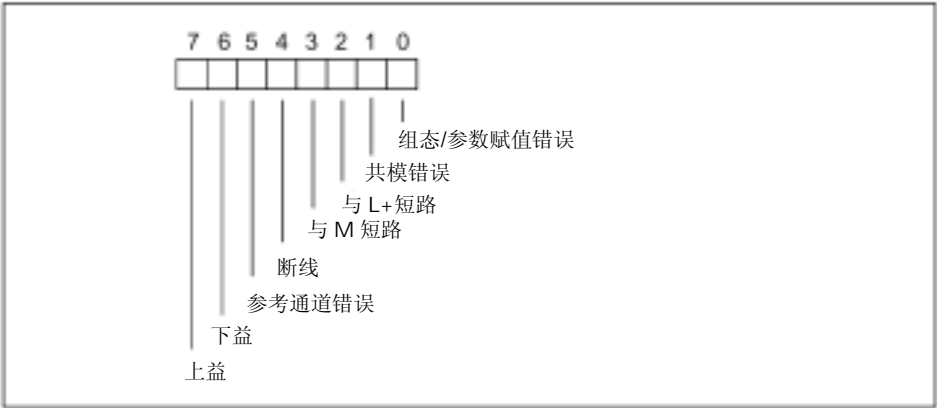 7 6 5 4 3 2 1 0
组态/参数赋值错误
共模错误
与 L+短路
与 M 短路
断线
参考通道错误
下益
上益